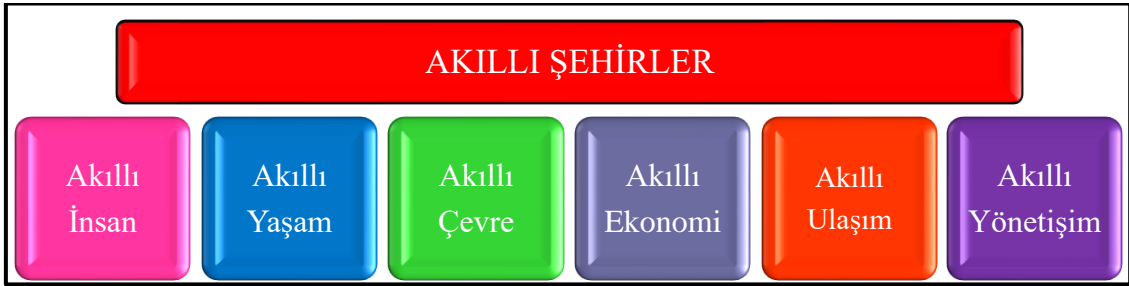 AKILLI ŞEHİRLER
Akıllı
İnsan
Akıllı
Yaşam
Akıllı
Çevre
Akıllı
Ekonomi
Akıllı
Ulaşım
Akıllı
Yönetişim